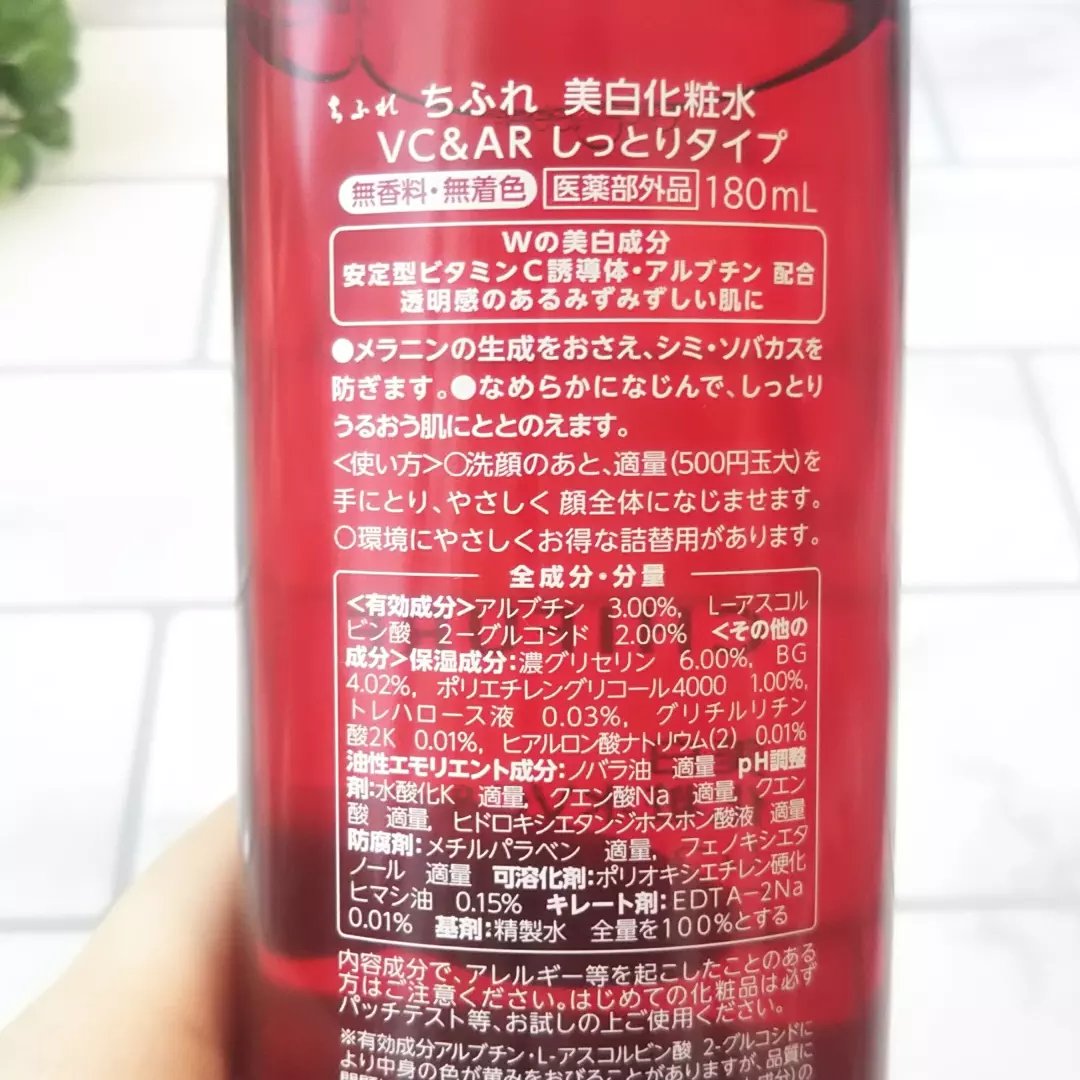 ちふれ ちふれ 美白化粧水
VC&AR しっとりタイプ
無香料・無着色 医薬部外品 180mL
Wの美白成分
安定型ビタミンC誘導体・アルブチン 配合
透明感のあるみずみずしい肌に
●メラニンの生成をおさえ、シミ・ソバカスを
防ぎます。●なめらかになじんで、しっとり
うるおう肌にととのえます。
<使い方>○洗顔のあと、適量(500円玉大)を
手にとり、やさしく 顔全体になじませます。
○環境にやさしくお得な詰替用があります。
全成分・分量
<有効成分>アルブチン 3.00%, L-アスコル
ビン酸 2-グルコシド 2.00% <その他の
成分>保湿成分:濃グリセリン 6.00%, BG
4.02%, ポリエチレングリコール4000 1.00%,
トレハロース液 0.03%, グリチルリチン
酸2K 0.01%, ヒアルロン酸ナトリウム(2) 0.01%
油性エモリエント成分:ノバラ油 適量 pH調整
剤:水酸化K 適量, クエン酸Na 適量, クエン
酸 適量, ヒドロキシエタンジホスホン酸液 適量
防腐剤:メチルパラベン 適量, フェノキシエタ
ノール 適量 可溶化剤:ポリオキシエチレン硬化
ヒマシ油 0.15% キレート剤:EDTA-2Na
0.01% 基剤:精製水 全量を100%とする
内容成分で、アレルギー等を起こしたことのある
方はご注意ください。はじめての化粧品は必ず
パッチテスト等、お試しの上ご使用ください。
※有効成分アルブチン・L-アスコルビン酸 2-グルコシドに
より中身の色が黄みをおびることがありますが、品質に